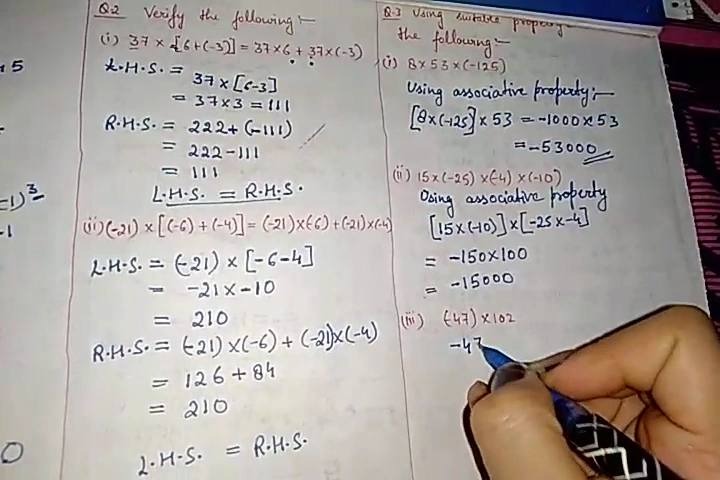 5
3
-1)
-1
0
Q.2 Verify the following:-
(i) 37 × [6+(-3)] = 37×6 + 37×(-3)
L.H.S. = 37×[6-3]
= 37×3 = 111
R.H.S. = 222+(-111)
= 222-111
= 111
L.H.S. = R.H.S.
(ii) (-21) × [(-6) + (-4)] = (-21)×(-6) + (-21)×(-4)
L.H.S. = (-21) × [-6-4]
= -21×-10
= 210
R.H.S. = (-21)×(-6) + (-21)×(-4)
= 126+84
= 210
L.H.S. = R.H.S.
Q.3 Using suitable property
the following:-
(i) 8×53×(-125)
Using associative property:-
[8×(-125)]×53 = -1000×53
= -53000
(ii) 15×(-25)×(-4)×(-10)
Using associative property
[15×(-10)]×[-25×-4]
= -150×100
= -15000
(iii) (-47)×102
-47